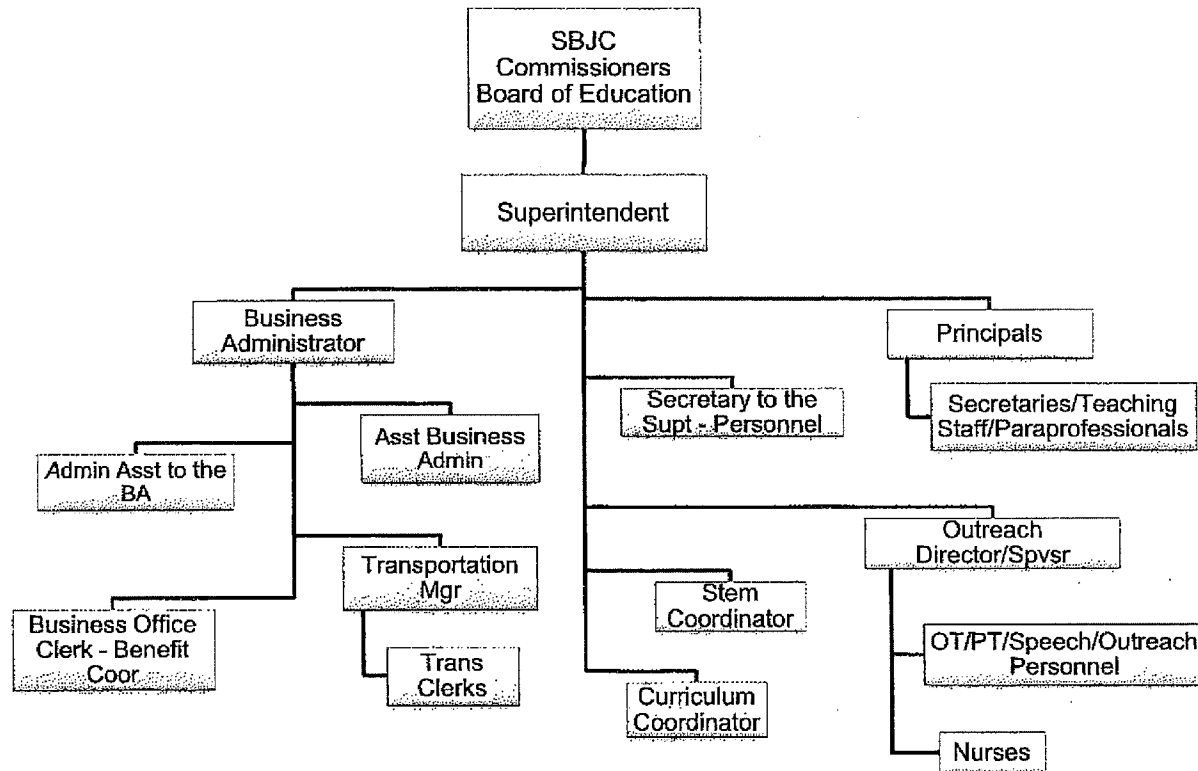 SBJC
Commissioners
Board of Education
Superintendent
Business
Administrator
Principals
Secretary to the
Supt - Personnel
Secretaries/Teaching
Staff/Paraprofessionals
Asst Business
Admin
Admin Asst to the
BA
Outreach
Director/Spvsr
Transportation
Mgr
Stem
Coordinator
Business Office
Clerk - Benefit
Coor
OT/PT/Speech/Outreach
Personnel
Trans
Clerks
Curriculum
Coordinator
Nurses